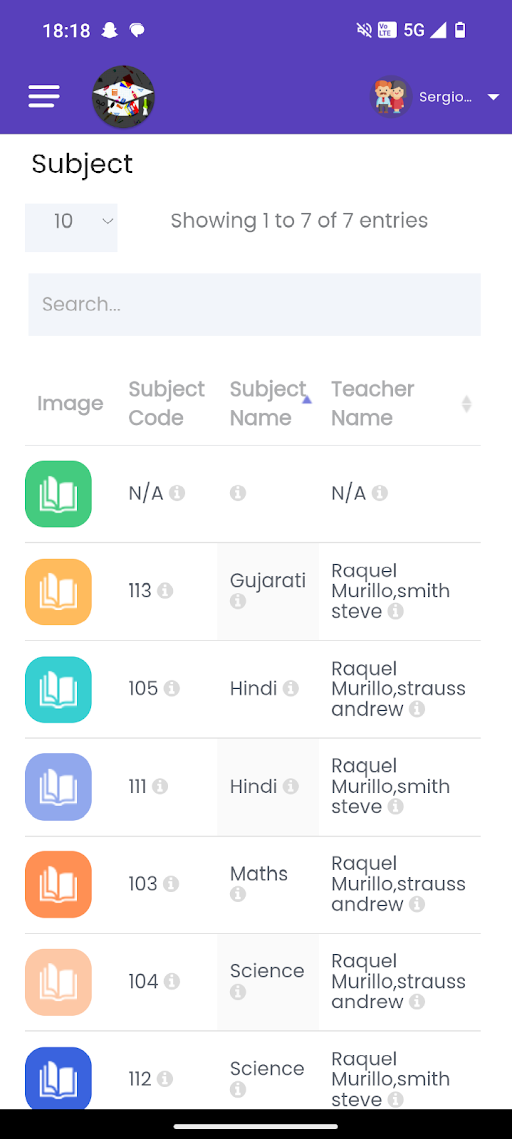 18:18
Vo LTE 5G
Sergio...
Subject
10
Showing 1 to 7 of 7 entries
Search...
Image
Subject Code
Subject Name
Teacher Name
N/A
N/A
113
Gujarati
Raquel
Murillo,smith
steve
105
Hindi
Raquel
Murillo,strauss
andrew
111
Hindi
Raquel
Murillo,smith
steve
103
Maths
Raquel
Murillo,strauss
andrew
104
Science
Raquel
Murillo,strauss
andrew
112
Science
Raquel
Murillo,smith
steve